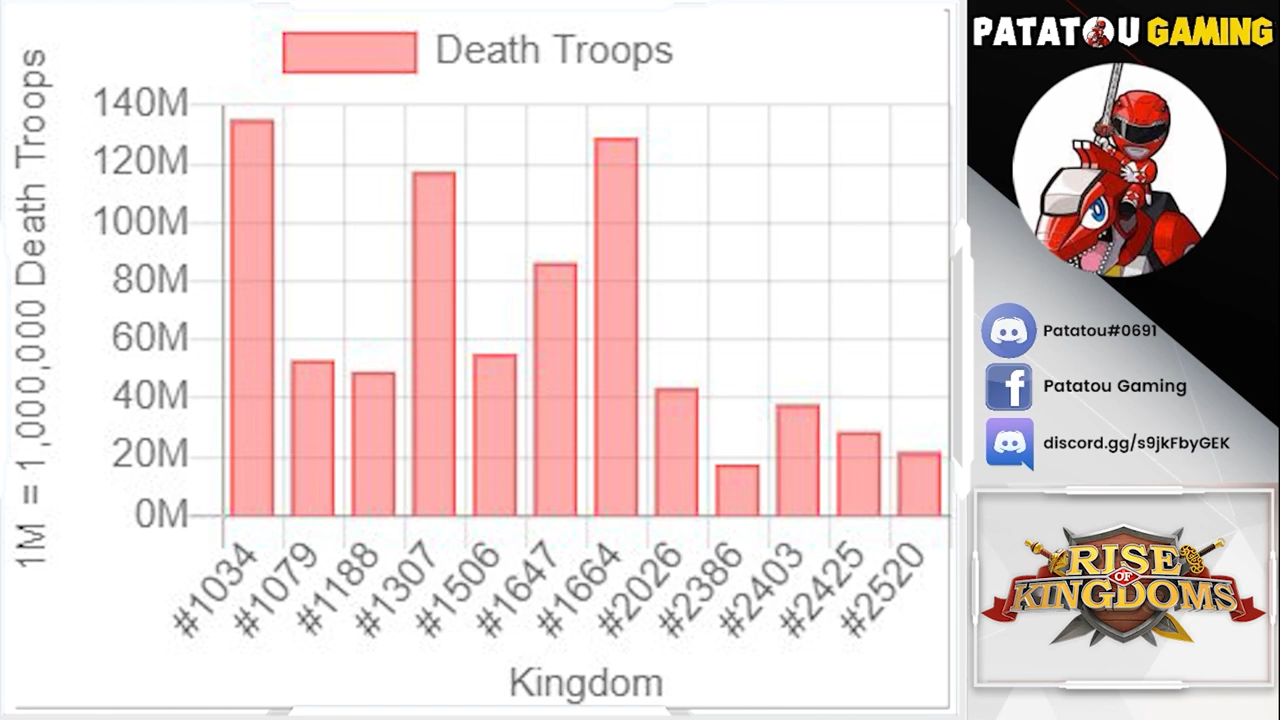 Death Troops
1M = 1,000,000 Death Troops
140M
120M
100M
80M
60M
40M
20M
0M
#1034
#1079
#1188
#1307
#1506
#1647
#1664
#2026
#2386
#2403
#2425
#2520
Kingdom
PATATOU GAMING
Patatou#0691
Patatou Gaming
discord.gg/s9jkFbyGEK
RISE
OF
KINGDOMS